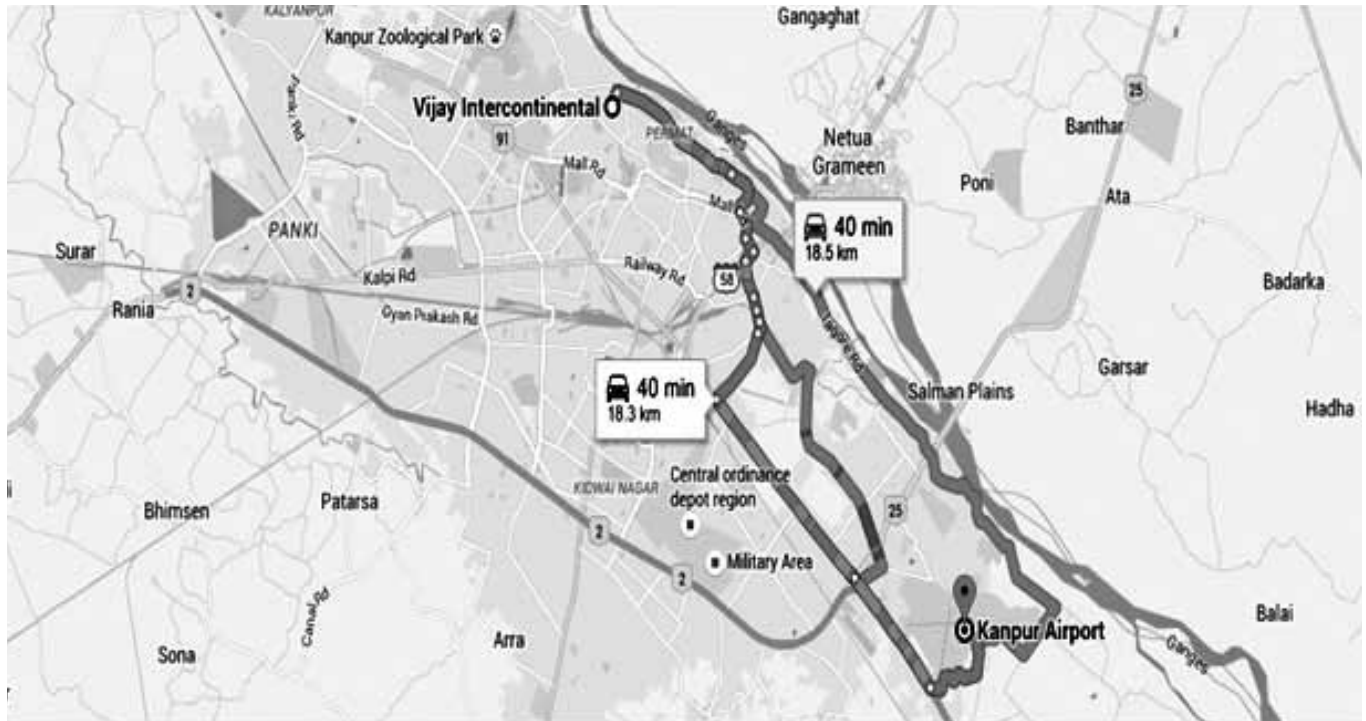 KALYANPUR
Kanpur Zoological Park
Gangaghat
Panki Rd
Vijay Intercontinental
91
PERMAT
Ganges
25
Banthar
Netua
Grameen
Mall Rd
Poni
Ata
Mall
PANKI
40 min
18.5 km
Surar
Kalpi Rd
Railway Rd
58
Badarka
2
Rania
Gyan Prakash Rd
Tagore Rd
Garsar
40 min
18.3 km
Salman Plains
Hadha
Central ordinance
depot region
KIDWAI NAGAR
Patarsa
Bhimsen
25
2
Military Area
2
Canal Rd
Arra
Kanpur Airport
Balai
Sona
Ganges